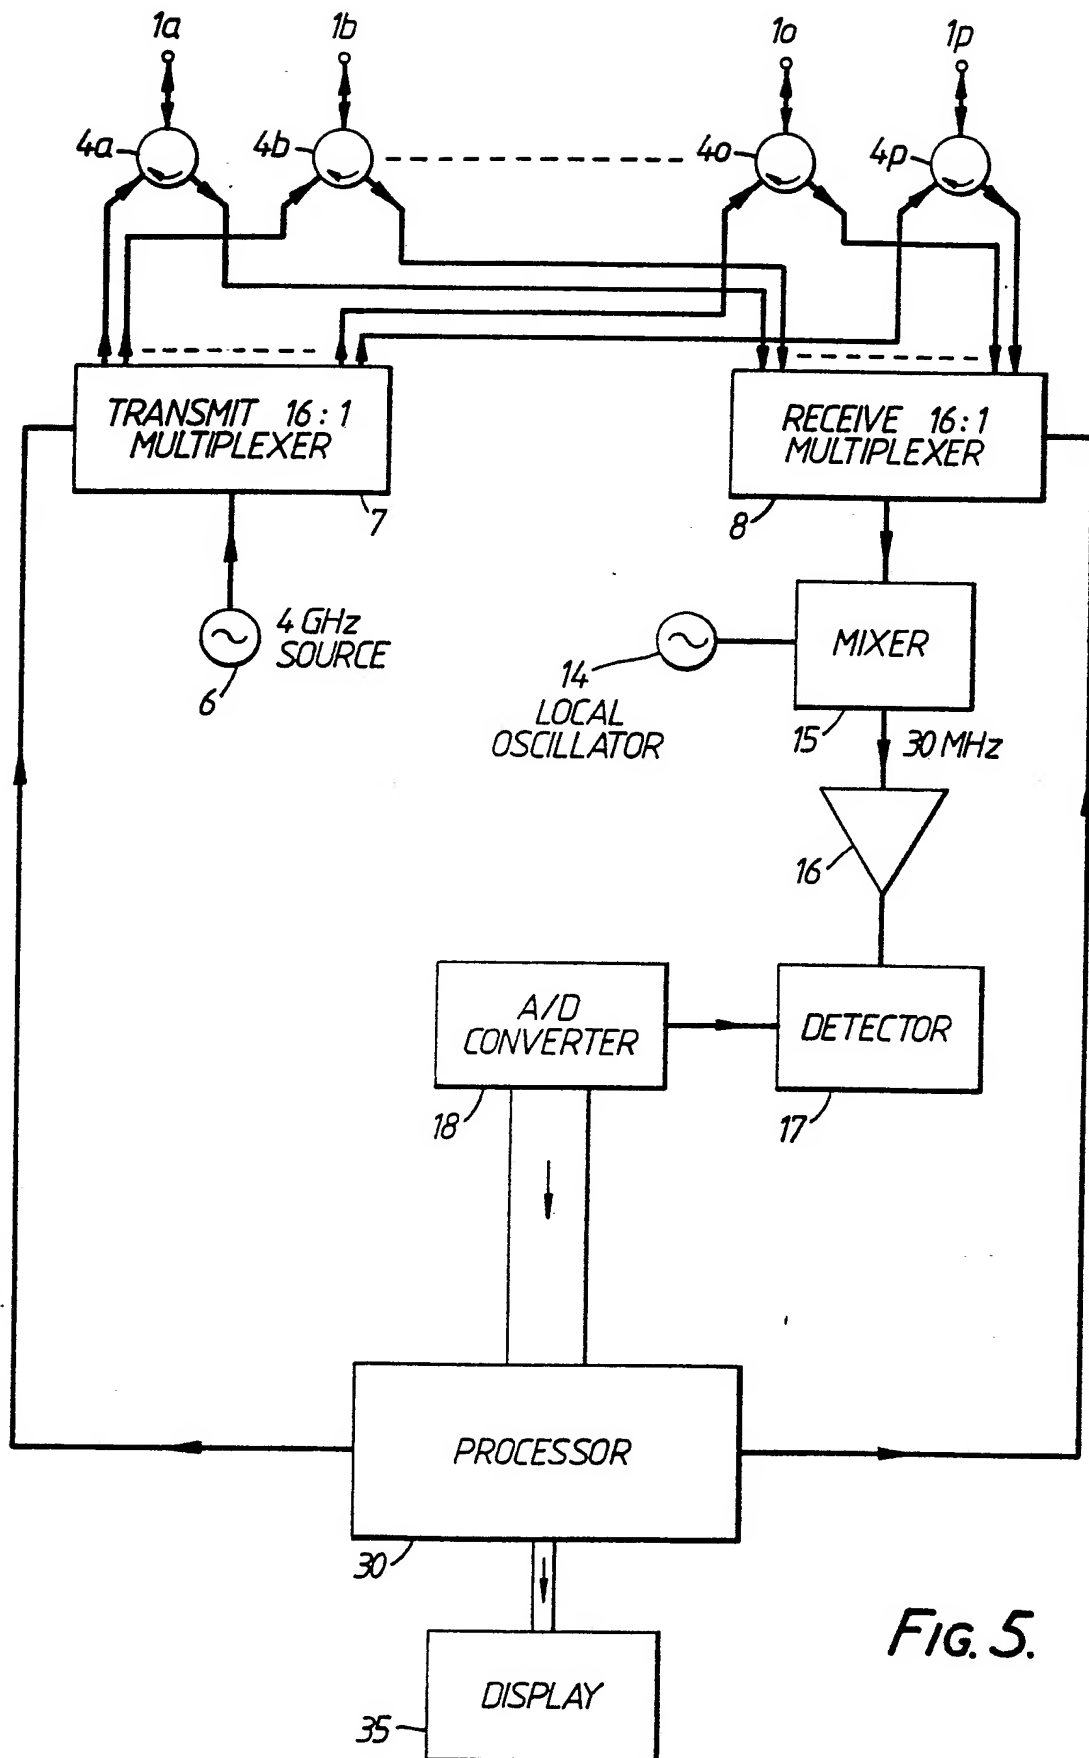 1a
1b
1o
1p
4a
4b
4o
4p
TRANSMIT 16:1
MULTIPLEXER
RECEIVE 16:1
MULTIPLEXER
7
8
4 GHz
SOURCE
6
MIXER
14
LOCAL
OSCILLATOR
15
30 MHz
16
A/D
CONVERTER
DETECTOR
18
17
PROCESSOR
30
DISPLAY
35
FIG. 5.